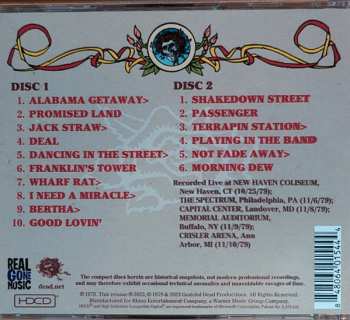 DISC 1
1. ALABAMA GETAWAY>
2. PROMISED LAND
3. JACK STRAW>
4. DEAL
5. DANCING IN THE STREET>
6. FRANKLIN'S TOWER
7. WHARF RAT>
8. I NEED A MIRACLE>
9. BERTHA>
10. GOOD LOVIN'
DISC 2
1. SHAKEDOWN STREET
2. PASSENGER
3. TERRAPIN STATION>
4. PLAYING IN THE BAND
5. NOT FADE AWAY>
6. MORNING DEW
Recorded Live at NEW HAVEN COLISEUM,
New Haven, CT (10/25/79);
THE SPECTRUM, Philadelphia, PA (11/6/79);
CAPITAL CENTER, Landover, MD (11/8/79);
MEMORIAL AUDITORIUM,
Buffalo, NY (11/9/79);
CRISLER ARENA, Ann
Arbor, MI (11/10/79)
REAL
GONE
MUSIC
dead.net
HDCD
The compact discs herein are historical snapshots, not modern professional recordings,
and may therefore exhibit occasional technical anomalies and unavoidable ravages of time.
8 48064 01544 4